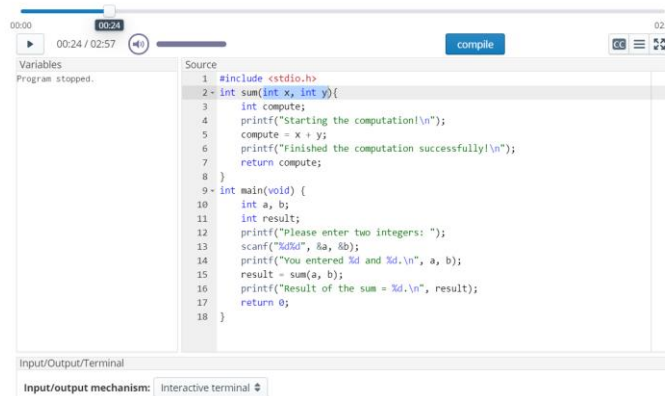 00:00 00:24 02:
00:24 / 02:57 compile CC
Variables Source
Program stopped.
1 #include <stdio.h>
2 int sum(int x, int y){
3 int compute;
4 printf("Starting the computation!\n");
5 compute = x + y;
6 printf("Finished the computation successfully!\n");
7 return compute;
8 }
9 int main(void) {
10 int a, b;
11 int result;
12 printf("Please enter two integers: ");
13 scanf("%d%d", &a, &b);
14 printf("You entered %d and %d.\n", a, b);
15 result = sum(a, b);
16 printf("Result of the sum = %d.\n", result);
17 return 0;
18 }
Input/Output/Terminal
Input/output mechanism: Interactive terminal